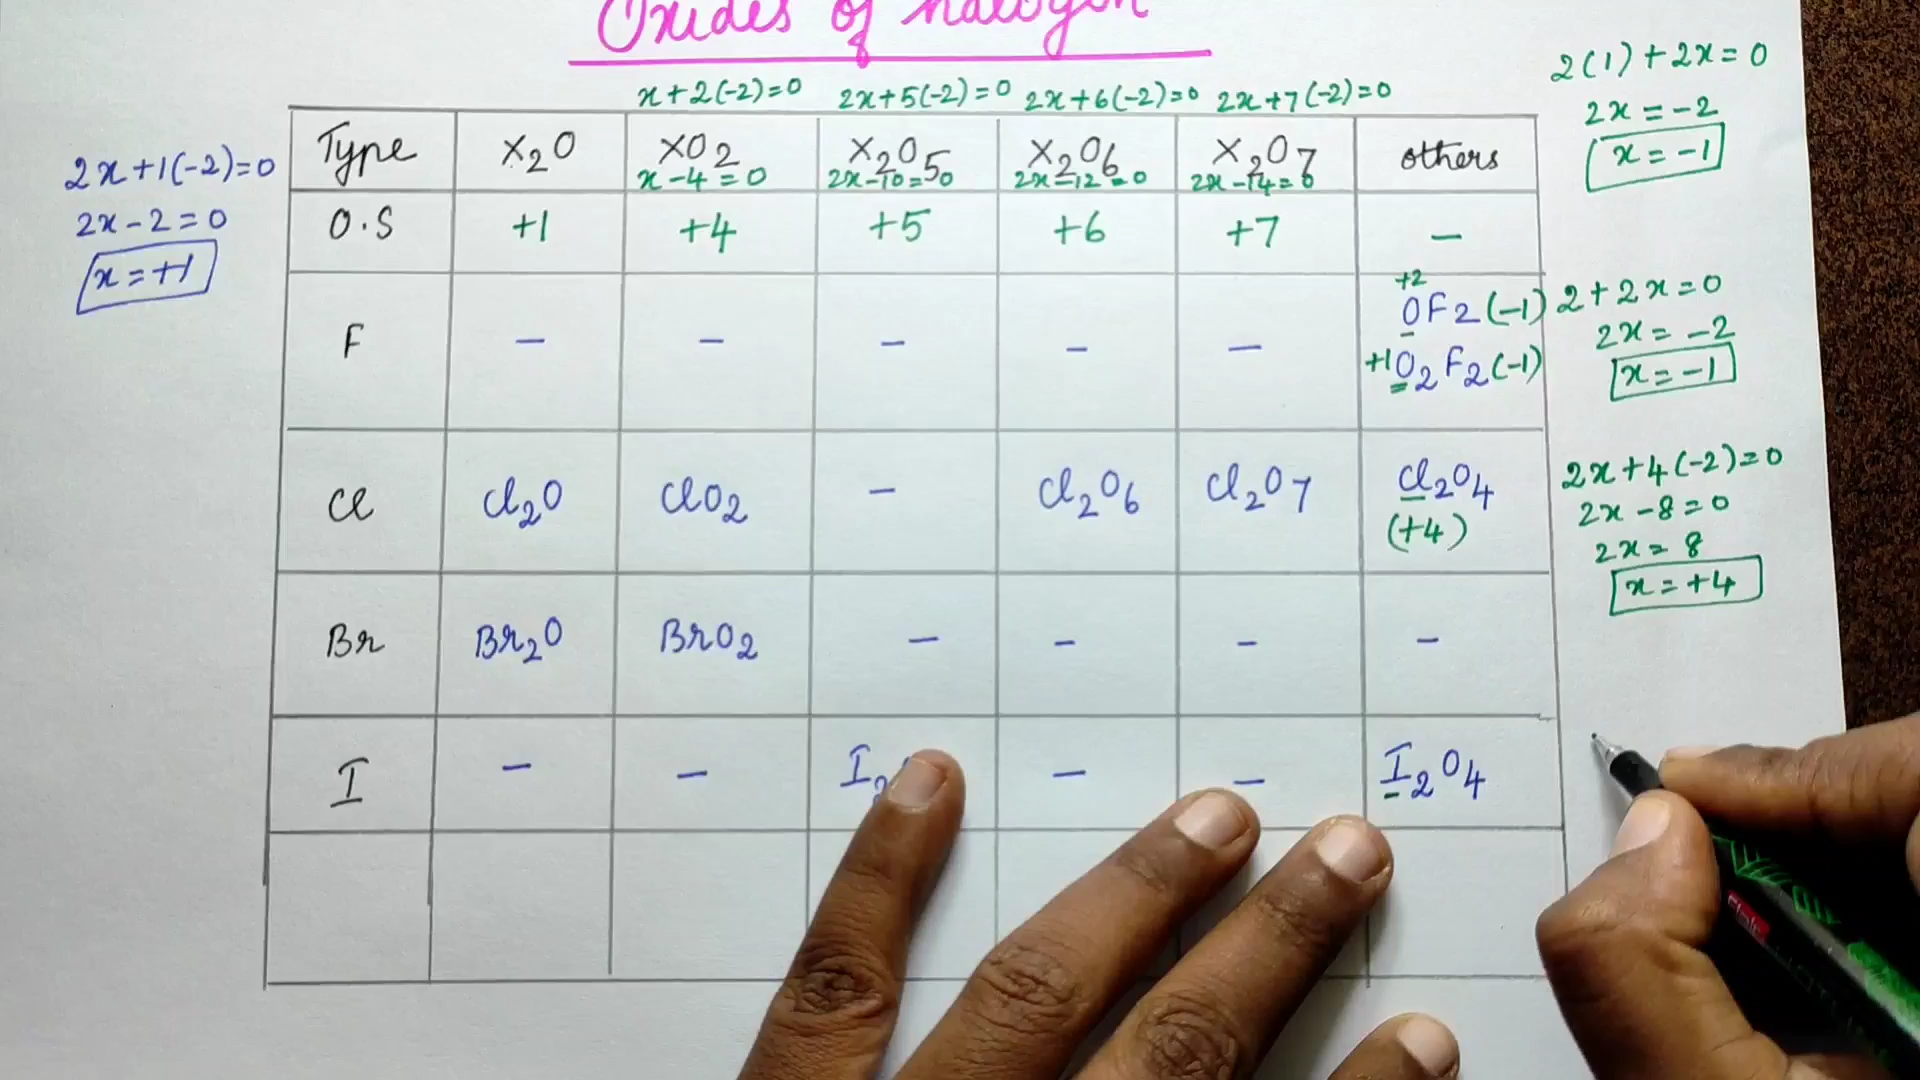 Oxides of halogen
x+2(-2)=0 2x+5(-2)=0 2x+6(-2)=0 2x+7(-2)=0
Type X2O XO2 X2O5 X2O6 X2O7 others
x-4=0 2x-10=0 2x-12=0 2x-14=0
O.S +1 +4 +5 +6 +7 -
F - - - - - +2
OF2(-1)
+1O2F2(-1)
Cl Cl2O ClO2 - Cl2O6 Cl2O7 Cl2O4
(+4)
Br Br2O BrO2 - - - -
I - - I2 - - I2O4
2x+1(-2)=0
2x-2=0
x=+1
2(1)+2x=0
2x=-2
x=-1
2+2x=0
2x=-2
x=-1
2x+4(-2)=0
2x-8=0
2x=8
x=+4